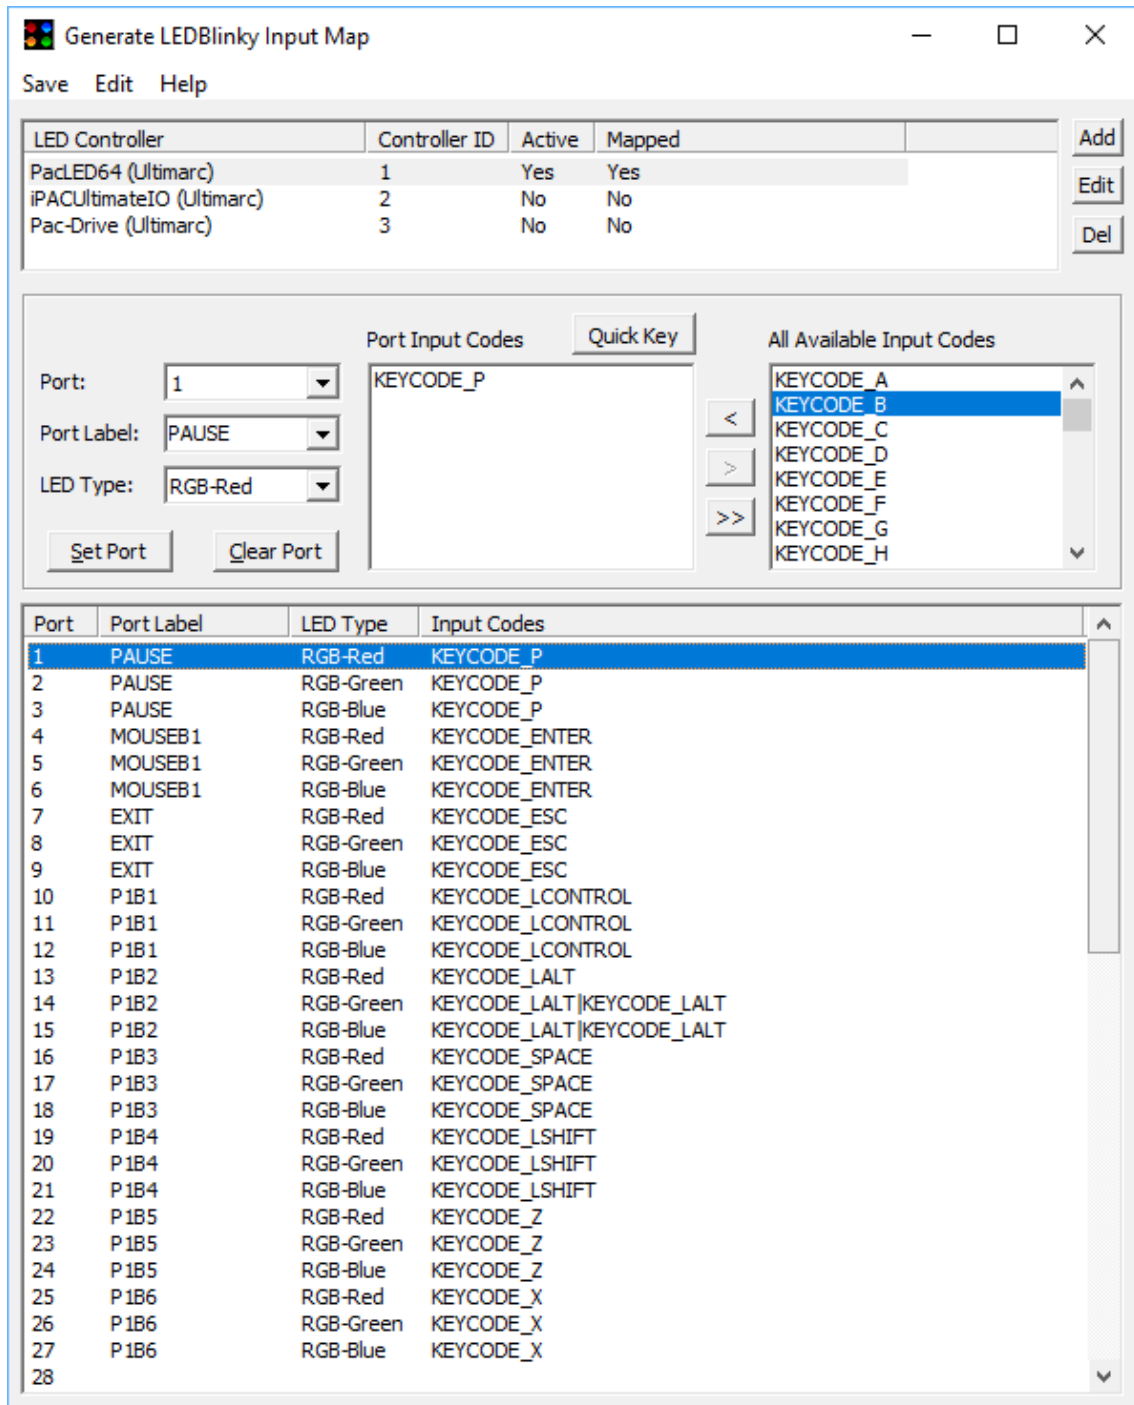 Generate LEDBlinky Input Map
Save Edit Help
LED Controller Controller ID Active Mapped
PacLED64 (Ultimarc) 1 Yes Yes
iPACUltimateIO (Ultimarc) 2 No No
Pac-Drive (Ultimarc) 3 No No
Add
Edit
Del
Port: 1
Port Label: PAUSE
LED Type: RGB-Red
Set Port Clear Port
Port Input Codes Quick Key
KEYCODE_P
<
>
>>
All Available Input Codes
KEYCODE_A
KEYCODE_B
KEYCODE_C
KEYCODE_D
KEYCODE_E
KEYCODE_F
KEYCODE_G
KEYCODE_H
Port Port Label LED Type Input Codes
1 PAUSE RGB-Red KEYCODE_P
2 PAUSE RGB-Green KEYCODE_P
3 PAUSE RGB-Blue KEYCODE_P
4 MOUSEB1 RGB-Red KEYCODE_ENTER
5 MOUSEB1 RGB-Green KEYCODE_ENTER
6 MOUSEB1 RGB-Blue KEYCODE_ENTER
7 EXIT RGB-Red KEYCODE_ESC
8 EXIT RGB-Green KEYCODE_ESC
9 EXIT RGB-Blue KEYCODE_ESC
10 P1B1 RGB-Red KEYCODE_LCONTROL
11 P1B1 RGB-Green KEYCODE_LCONTROL
12 P1B1 RGB-Blue KEYCODE_LCONTROL
13 P1B2 RGB-Red KEYCODE_LALT
14 P1B2 RGB-Green KEYCODE_LALT|KEYCODE_LALT
15 P1B2 RGB-Blue KEYCODE_LALT|KEYCODE_LALT
16 P1B3 RGB-Red KEYCODE_SPACE
17 P1B3 RGB-Green KEYCODE_SPACE
18 P1B3 RGB-Blue KEYCODE_SPACE
19 P1B4 RGB-Red KEYCODE_LSHIFT
20 P1B4 RGB-Green KEYCODE_LSHIFT
21 P1B4 RGB-Blue KEYCODE_LSHIFT
22 P1B5 RGB-Red KEYCODE_Z
23 P1B5 RGB-Green KEYCODE_Z
24 P1B5 RGB-Blue KEYCODE_Z
25 P1B6 RGB-Red KEYCODE_X
26 P1B6 RGB-Green KEYCODE_X
27 P1B6 RGB-Blue KEYCODE_X
28